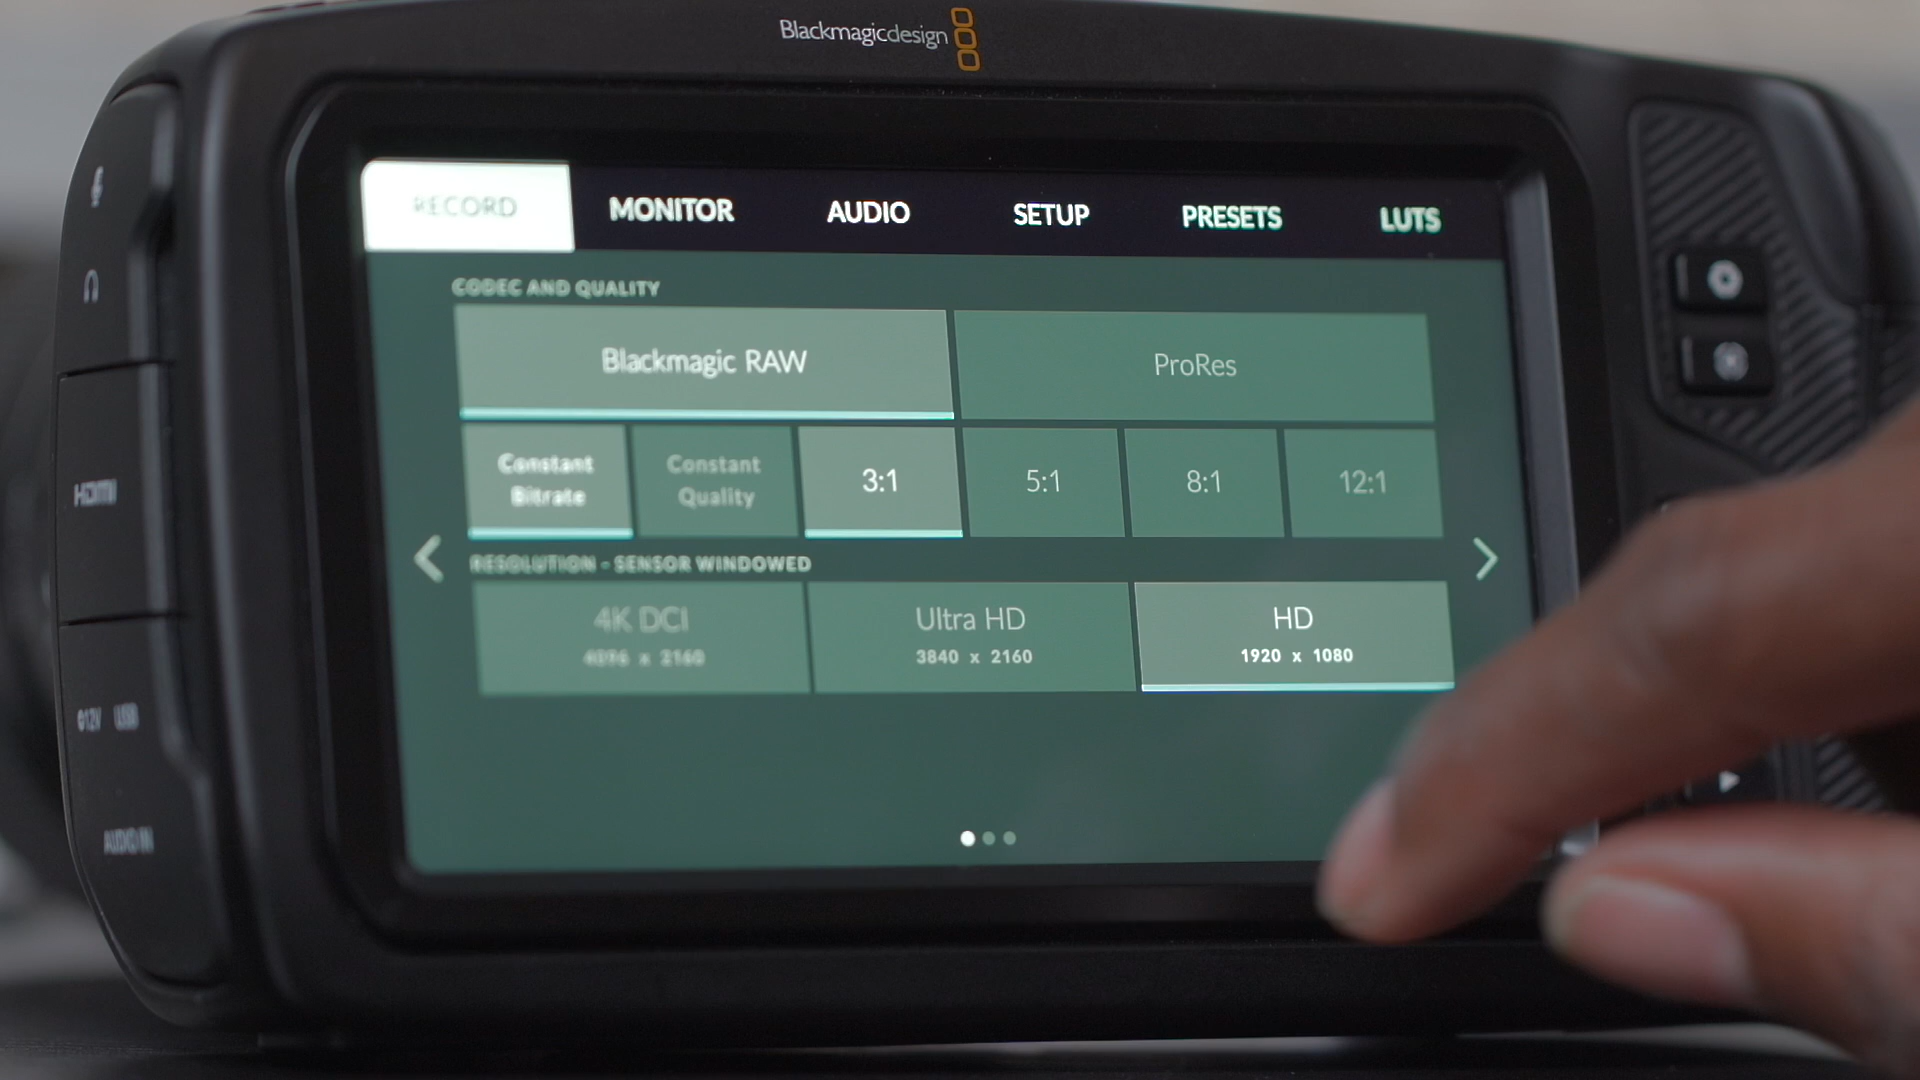 Blackmagicdesign
RECORD MONITOR AUDIO SETUP PRESETS LUTS
CODEC AND QUALITY
Blackmagic RAW ProRes
Constant Bitrate Constant Quality 3:1 5:1 8:1 12:1
RESOLUTION - SENSOR WINDOWED
4K DCI Ultra HD HD
4096 x 2160 3840 x 2160 1920 x 1080
HDMI
12V USB
AUDIO IN